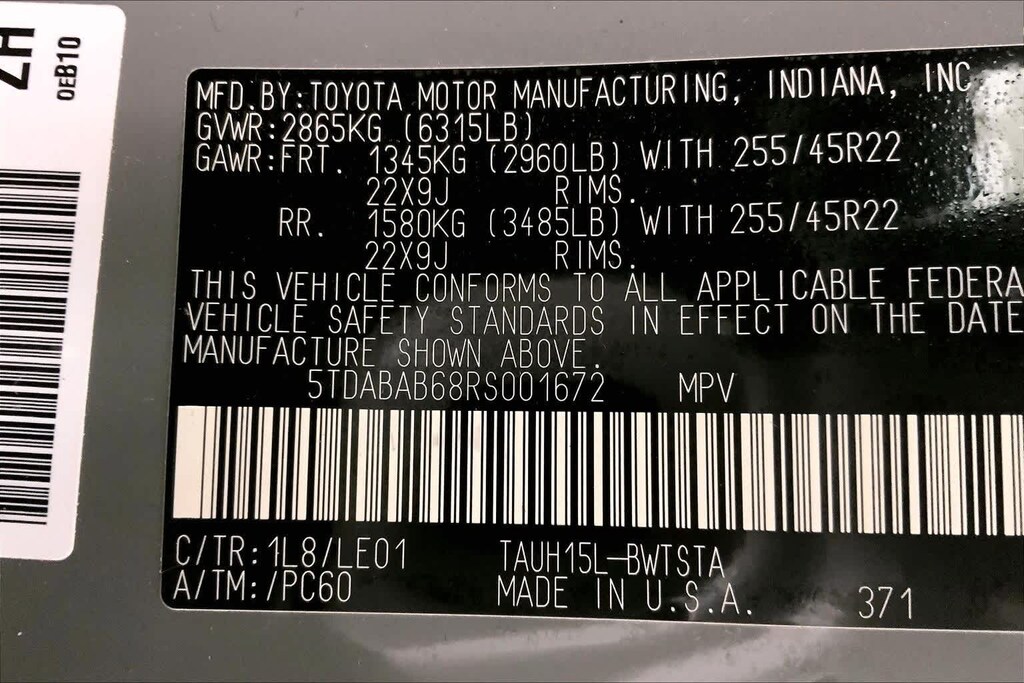 ZA
0EB10
MFD.BY:TOYOTA MOTOR MANUFACTURING, INDIANA, INC
GVWR:2865KG (6315LB)
GAWR:FRT. 1345KG (2960LB) WITH 255/45R22
22X9J RIMS.
RR. 1580KG (3485LB) WITH 255/45R22
22X9J RIMS.
THIS VEHICLE CONFORMS TO ALL APPLICABLE FEDERA
VEHICLE SAFETY STANDARDS IN EFFECT ON THE DATE
MANUFACTURE SHOWN ABOVE.
5TDABAB68RS001672 MPV
C/TR:1L8/LE01 TAUH15L-BWTSTA
A/TM:/PC60 MADE IN U.S.A. 371